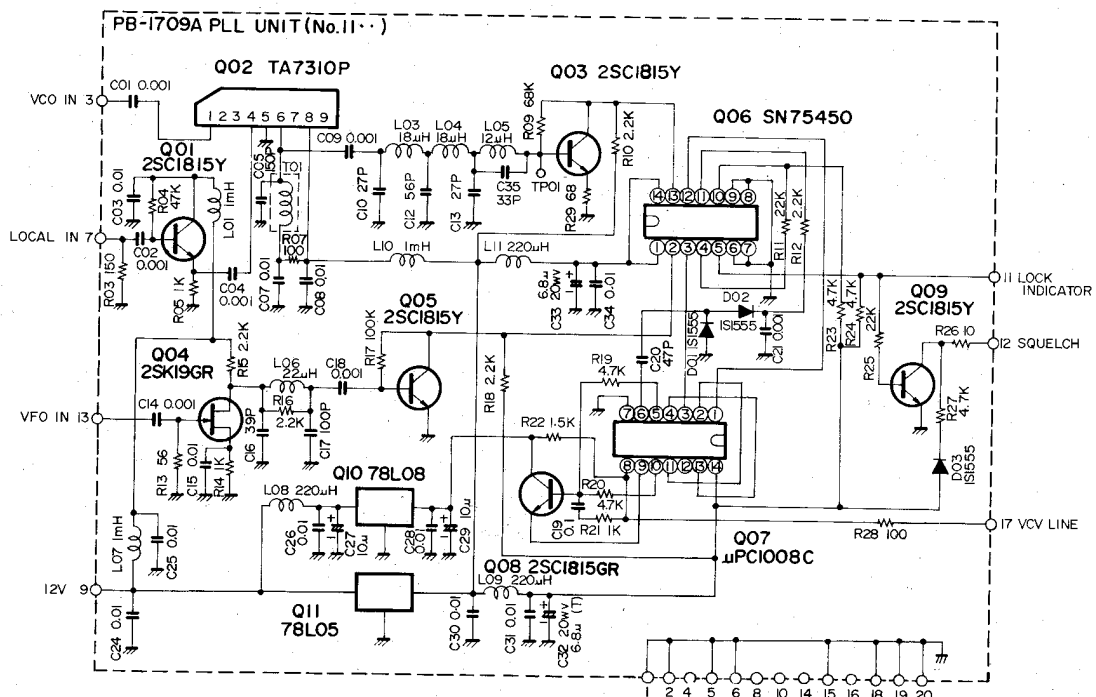 PB-1709A PLL UNIT (No.11··)
Q02 TA7310P
Q03 2SC1815Y
C01 0.001
VCO IN 3
1 2 3 4 5 6 7 8 9
R09 68K
R10 2.2K
Q06 SN75450
L03
18μH
L04
18μH
L05
12μH
C09 0.001
Q01
2SC1815Y
C05
150P
T01
C03 0.01
R04
47K
L01 1mH
C10 27P
C12 56P
C13 27P
C35
33P
TP01
R29 68
14 13 12 11 10 9 8
1 2 3 4 5 6 7
R11 22K
R12 2.2K
LOCAL IN 7
C02
0.001
R03 150
R05 1K
C04
0.001
R07
100
L10 1mH
L11 220μH
C07 0.01
C08 0.01
6.8μ
20wv
C33
C34 0.01
11 LOCK
INDICATOR
Q05
2SC1815Y
D02
1S1555
D01 1S1555
C21 0.001
R23 4.7K
R24 4.7K
R25 22K
Q09
2SC1815Y
R26 10
12 SQUELCH
Q04
2SK19GR
R15 2.2K
L06
22μH
C18
0.001
R17 100K
R18 2.2K
C20
47P
R19
4.7K
R16
2.2K
R27
4.7K
VFO IN 13
C14 0.001
R13 56
C15 0.01
R14 1K
C16 39P
C17 100P
7 6 5 4 3 2 1
R22 1.5K
8 9 10 11 12 13 14
D03
1S1555
Q10 78L08
L08 220μH
C26
0.01
C27
10μ
C28
0.01
C29 10μ
R20
4.7K
C19
0.1
R21 1K
17 VCV LINE
R28 100
Q07
μPC1008C
L07 1mH
C25 0.01
Q08 2SC1815GR
L09 220μH
12V 9
Q11
78L05
C24 0.01
C30 0.01
C31 0.01
C32 20wv
6.8μ (T)
1 2 4 5 6 8 10 14 15 16 18 19 20